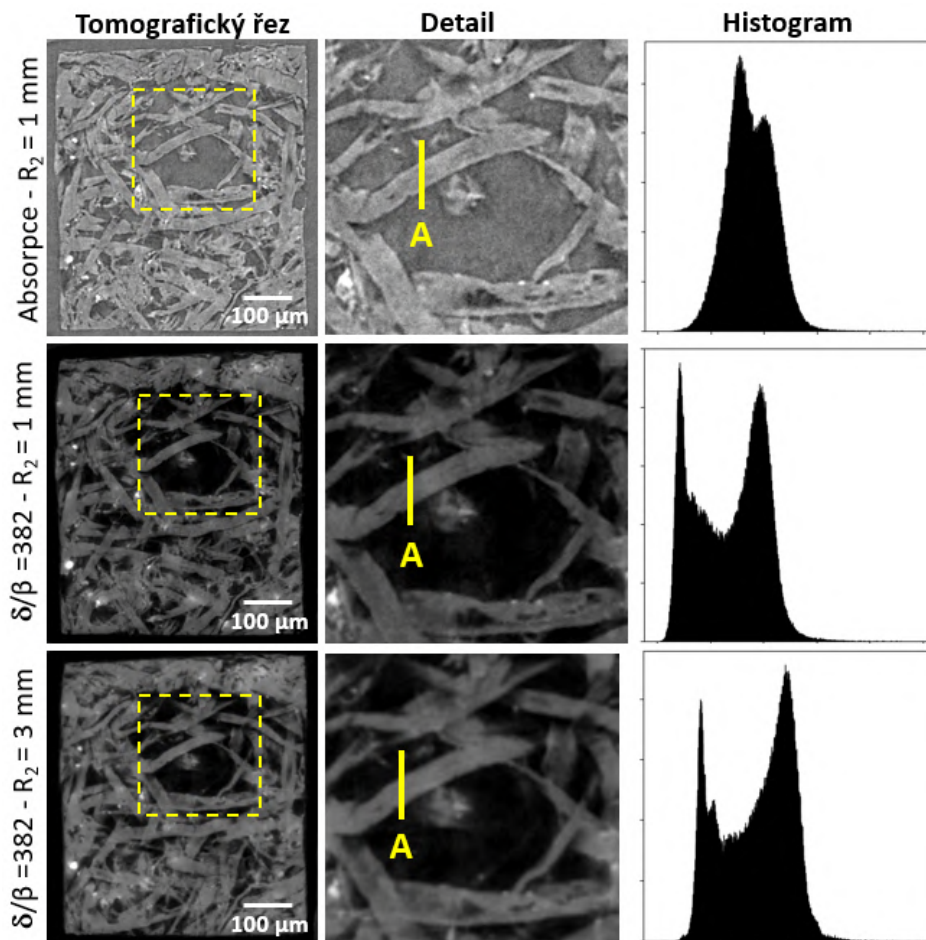 Tomografický řez Detail Histogram
Absorpce - R₂ = 1 mm
A
100 µm
δ/β =382 - R₂ = 1 mm
A
100 µm
δ/β =382 - R₂ = 3 mm
A
100 µm